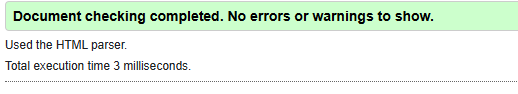 Document checking completed. No errors or warnings to show.
Used the HTML parser.
Total execution time 3 milliseconds.